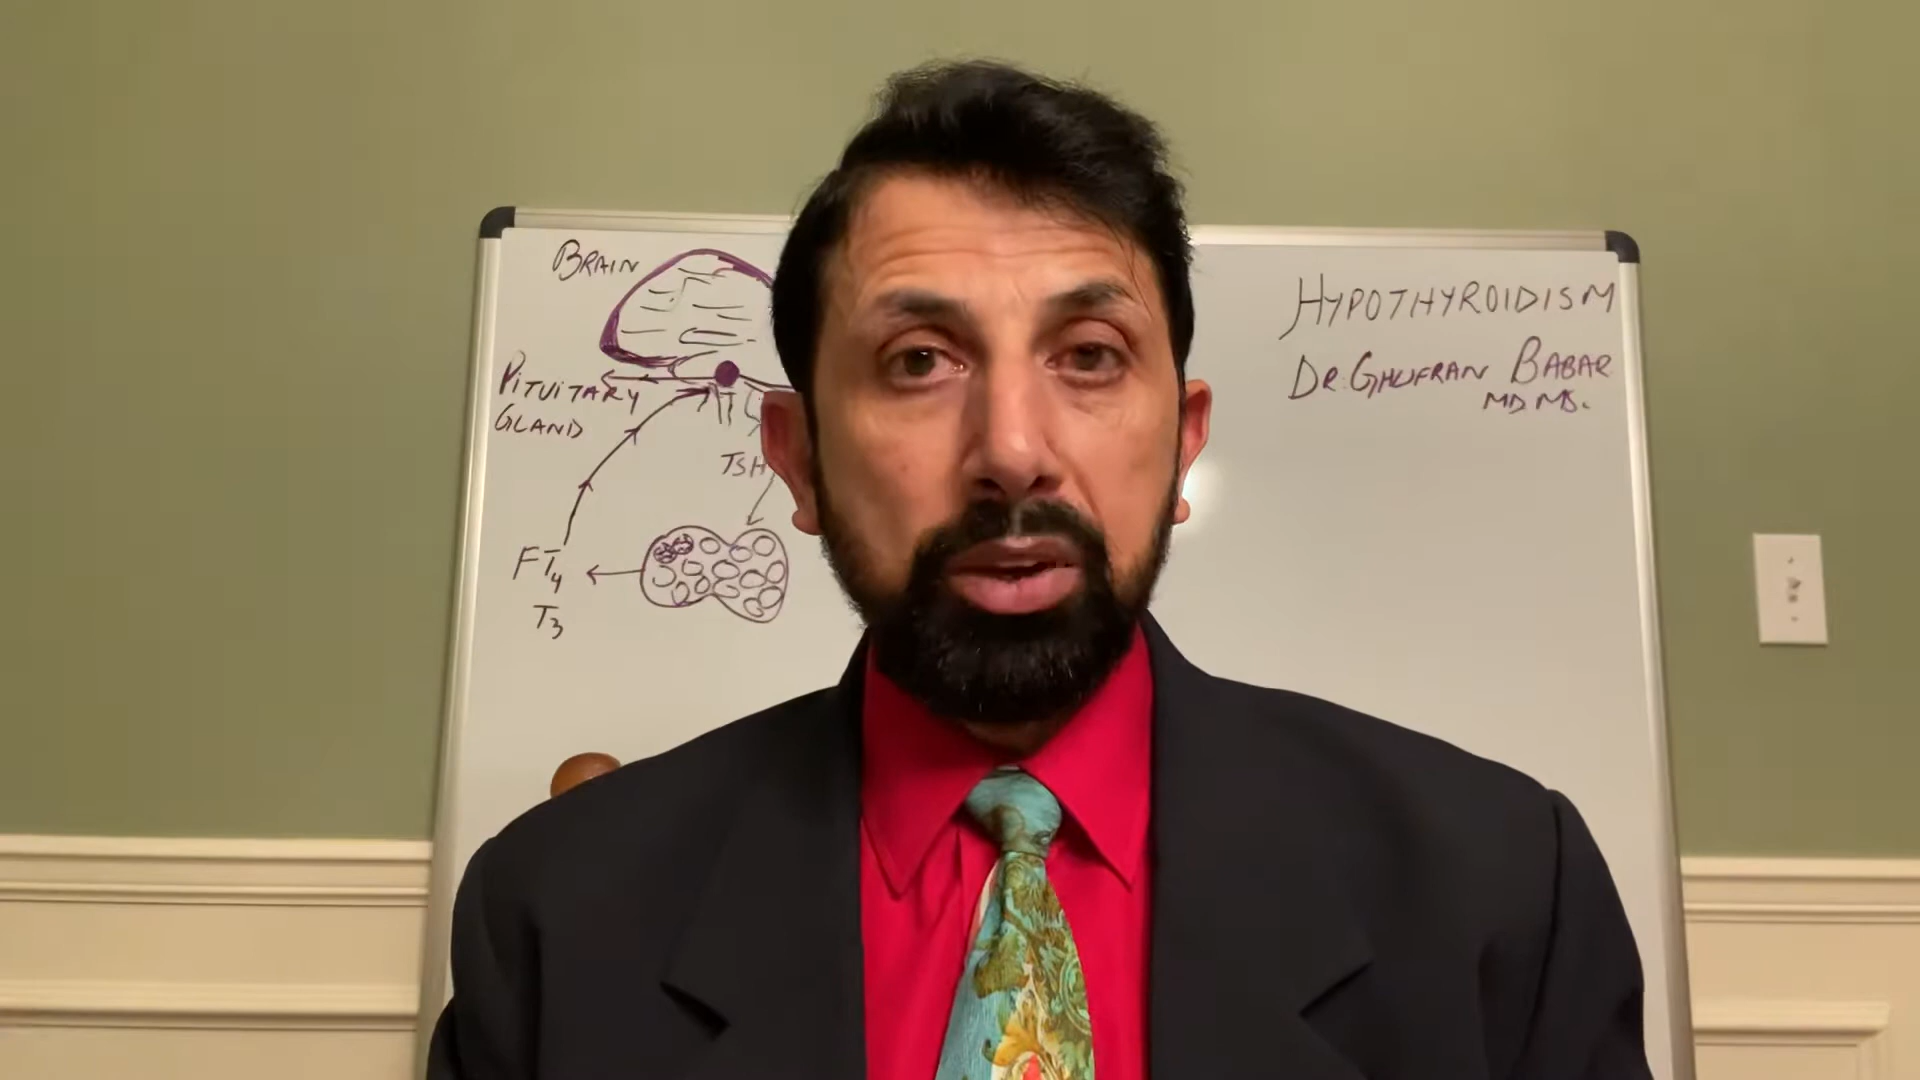 BRAIN
PITUITARY
GLAND
TSH
FT4
T3
HYPOTHYROIDISM
DR. GHUFRAN BABAR
MD MS.